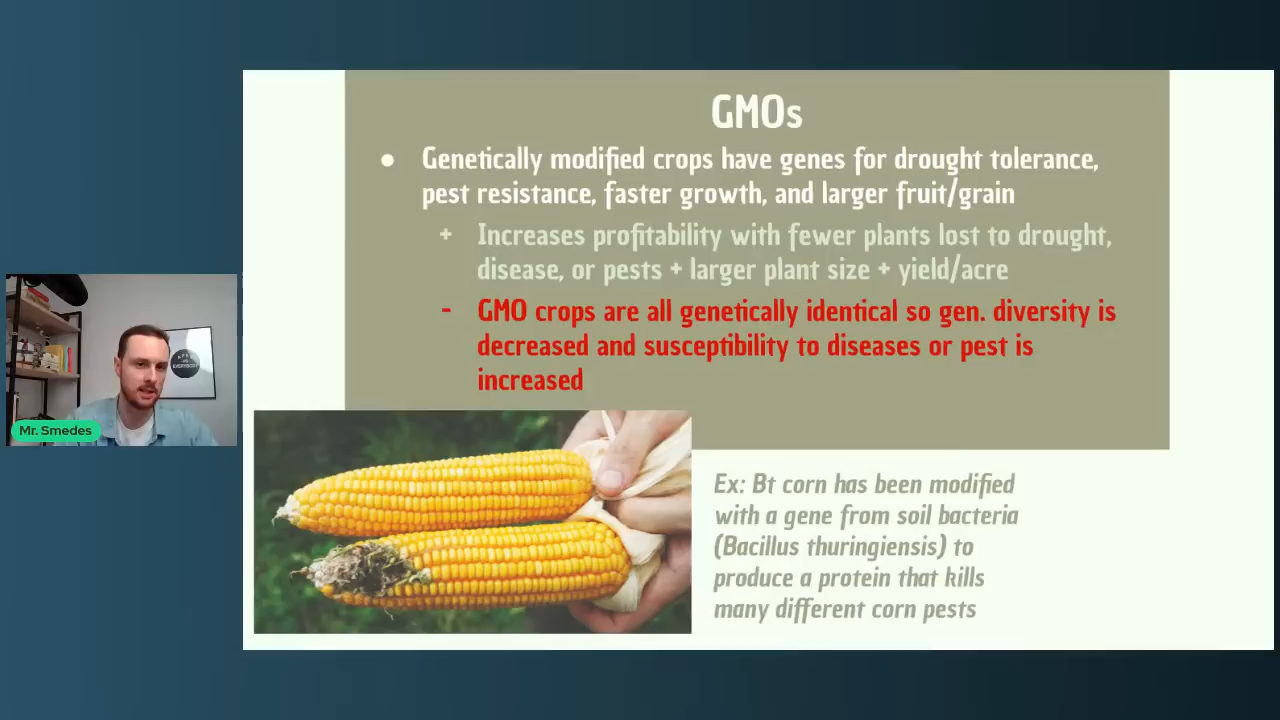 GMOs
● Genetically modified crops have genes for drought tolerance,
pest resistance, faster growth, and larger fruit/grain
+ Increases profitability with fewer plants lost to drought,
disease, or pests + larger plant size + yield/acre
- GMO crops are all genetically identical so gen. diversity is
decreased and susceptibility to diseases or pest is
increased
Mr. Smedes
Ex: Bt corn has been modified
with a gene from soil bacteria
(Bacillus thuringiensis) to
produce a protein that kills
many different corn pests